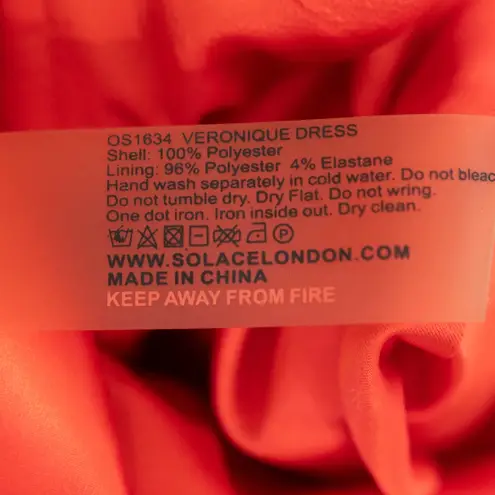 OS1634 VERONIQUE DRESS
Shell: 100% Polyester
Lining: 96% Polyester 4% Elastane
Hand wash separately in cold water. Do not bleac
Do not tumble dry. Dry Flat. Do not wring.
One dot iron. Iron inside out. Dry clean.
WWW.SOLACELONDON.COM
MADE IN CHINA
KEEP AWAY FROM FIRE